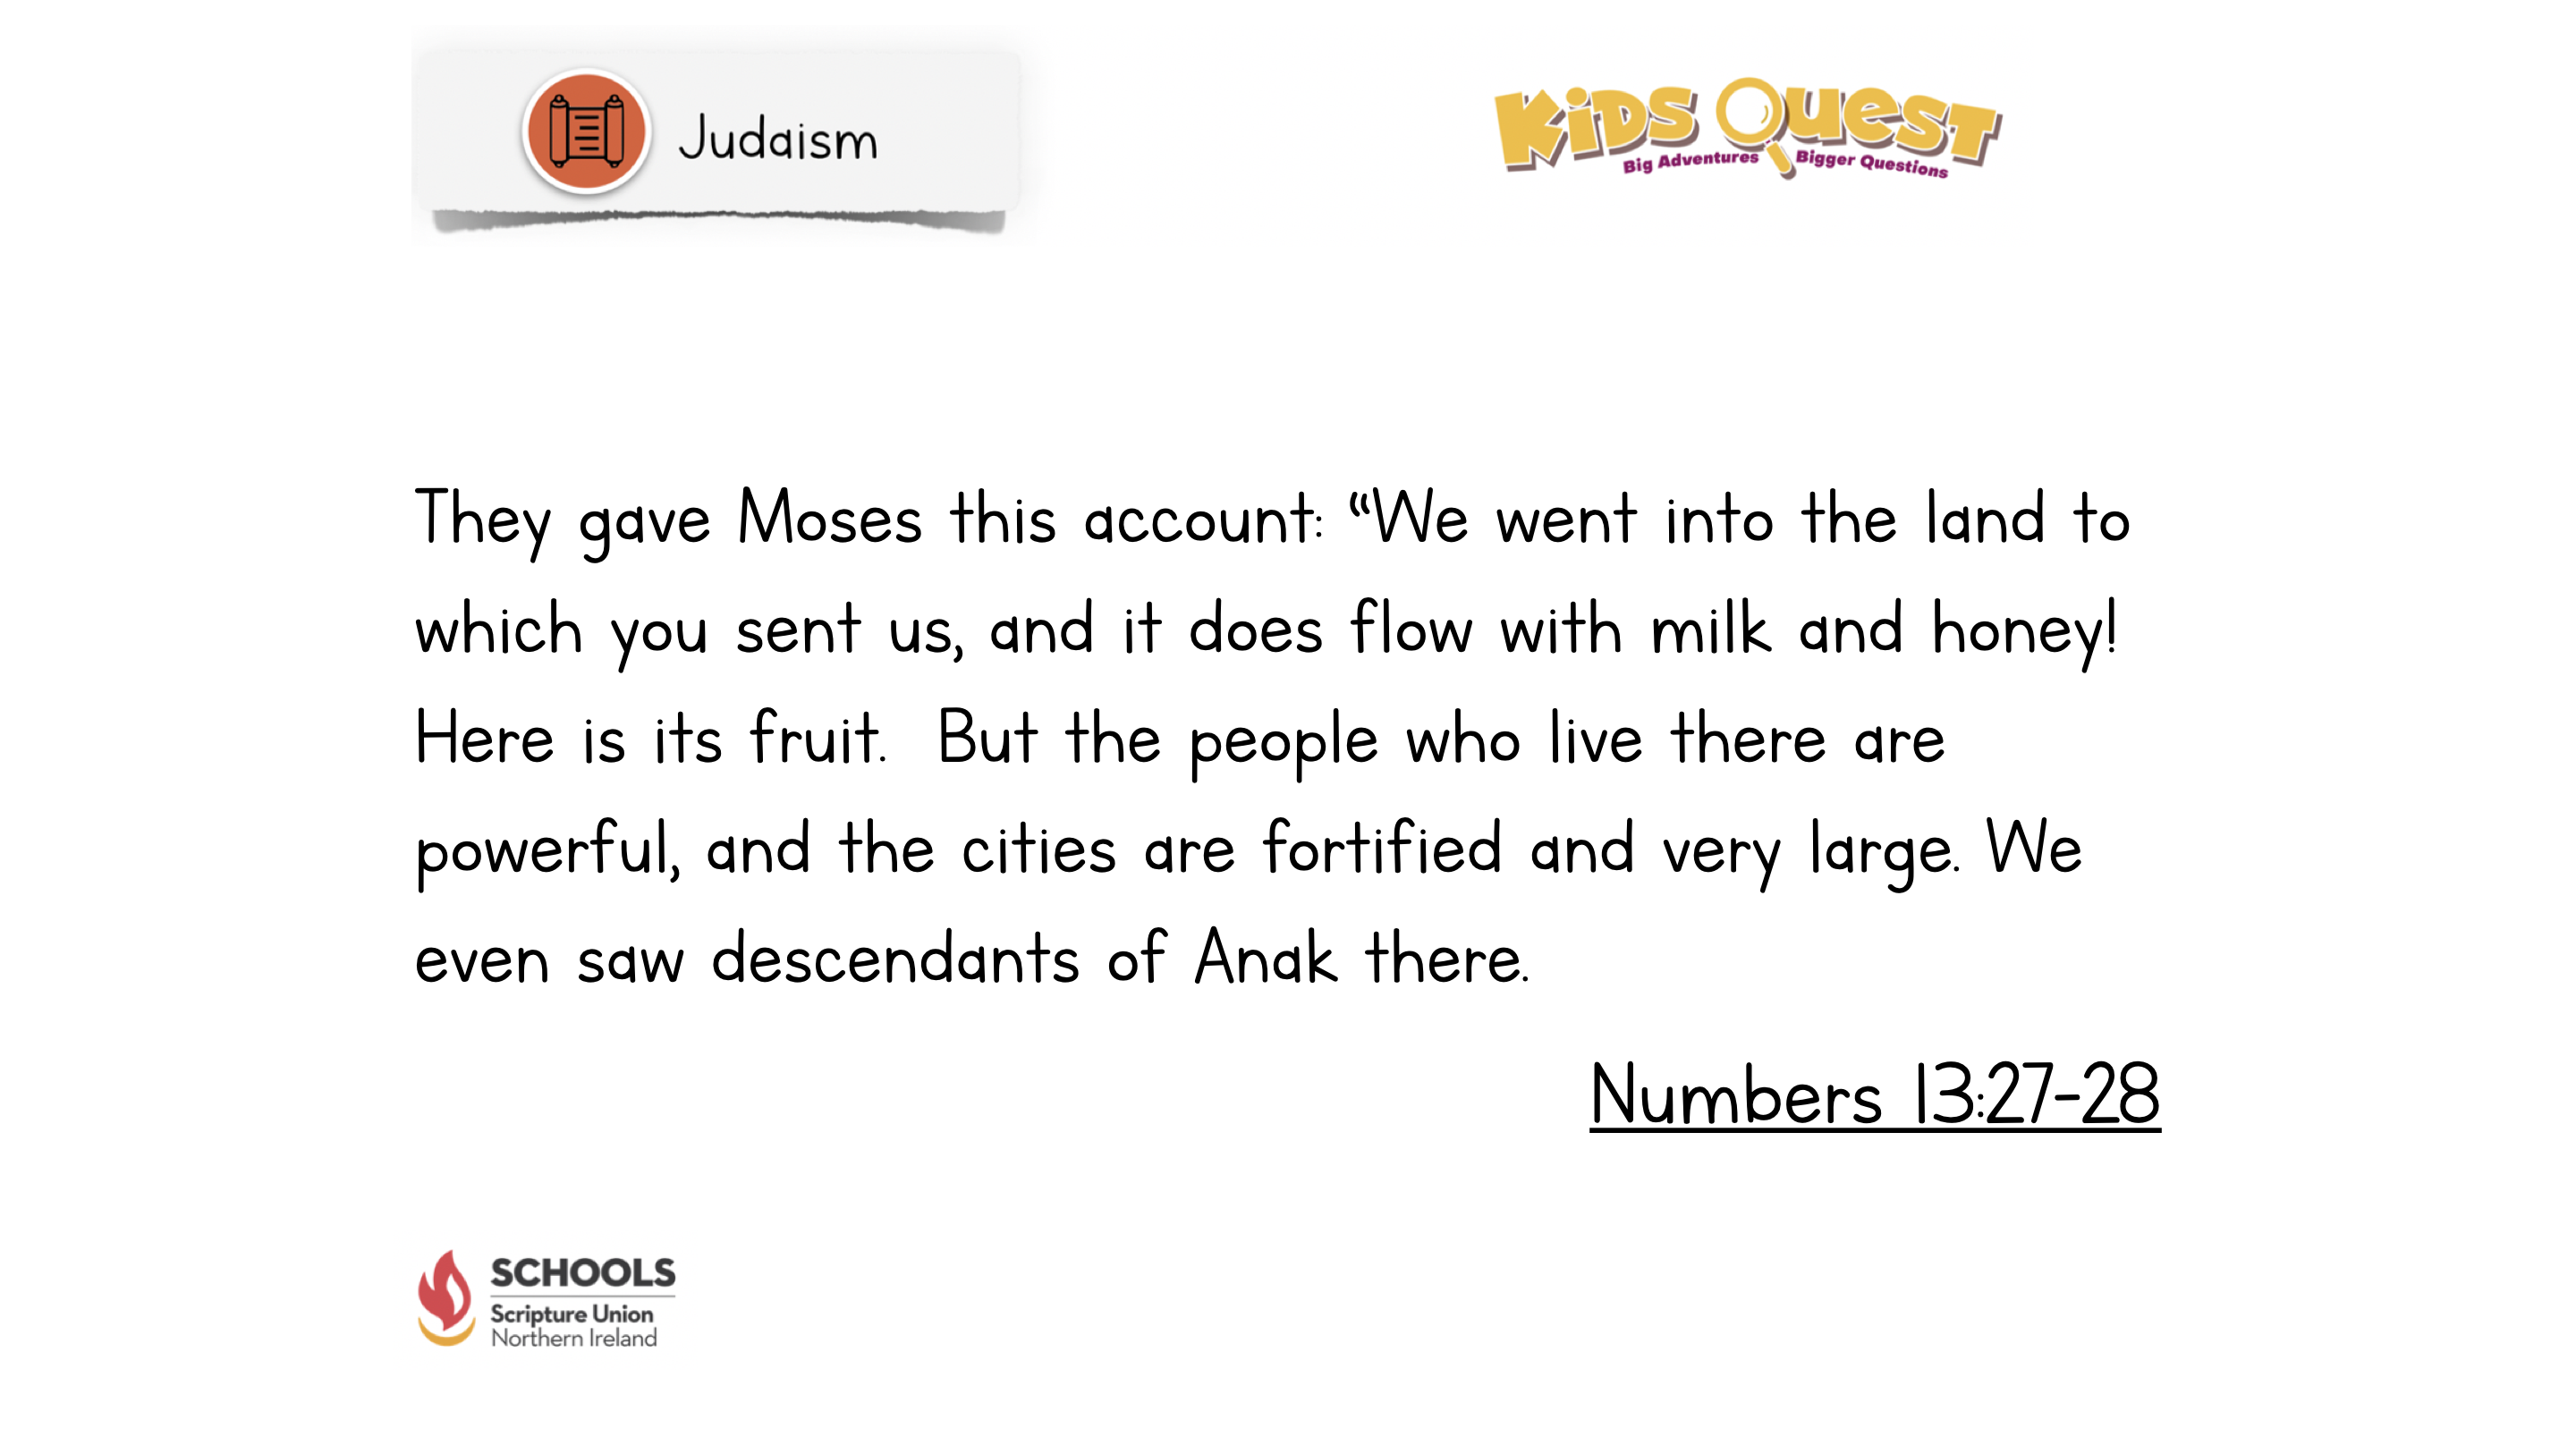 Judaism
KiDS QUEST
Big Adventures Bigger Questions
They gave Moses this account: “We went into the land to
which you sent us, and it does flow with milk and honey!
Here is its fruit.  But the people who live there are
powerful, and the cities are fortified and very large. We
even saw descendants of Anak there.
Numbers 13:27-28
SCHOOLS
Scripture Union
Northern Ireland